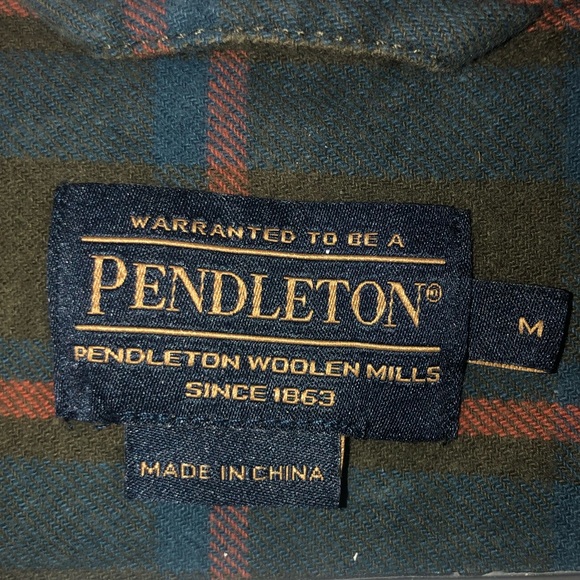 WARRANTED TO BE A
PENDLETON®
PENDLETON WOOLEN MILLS
SINCE 1863
M
MADE IN CHINA